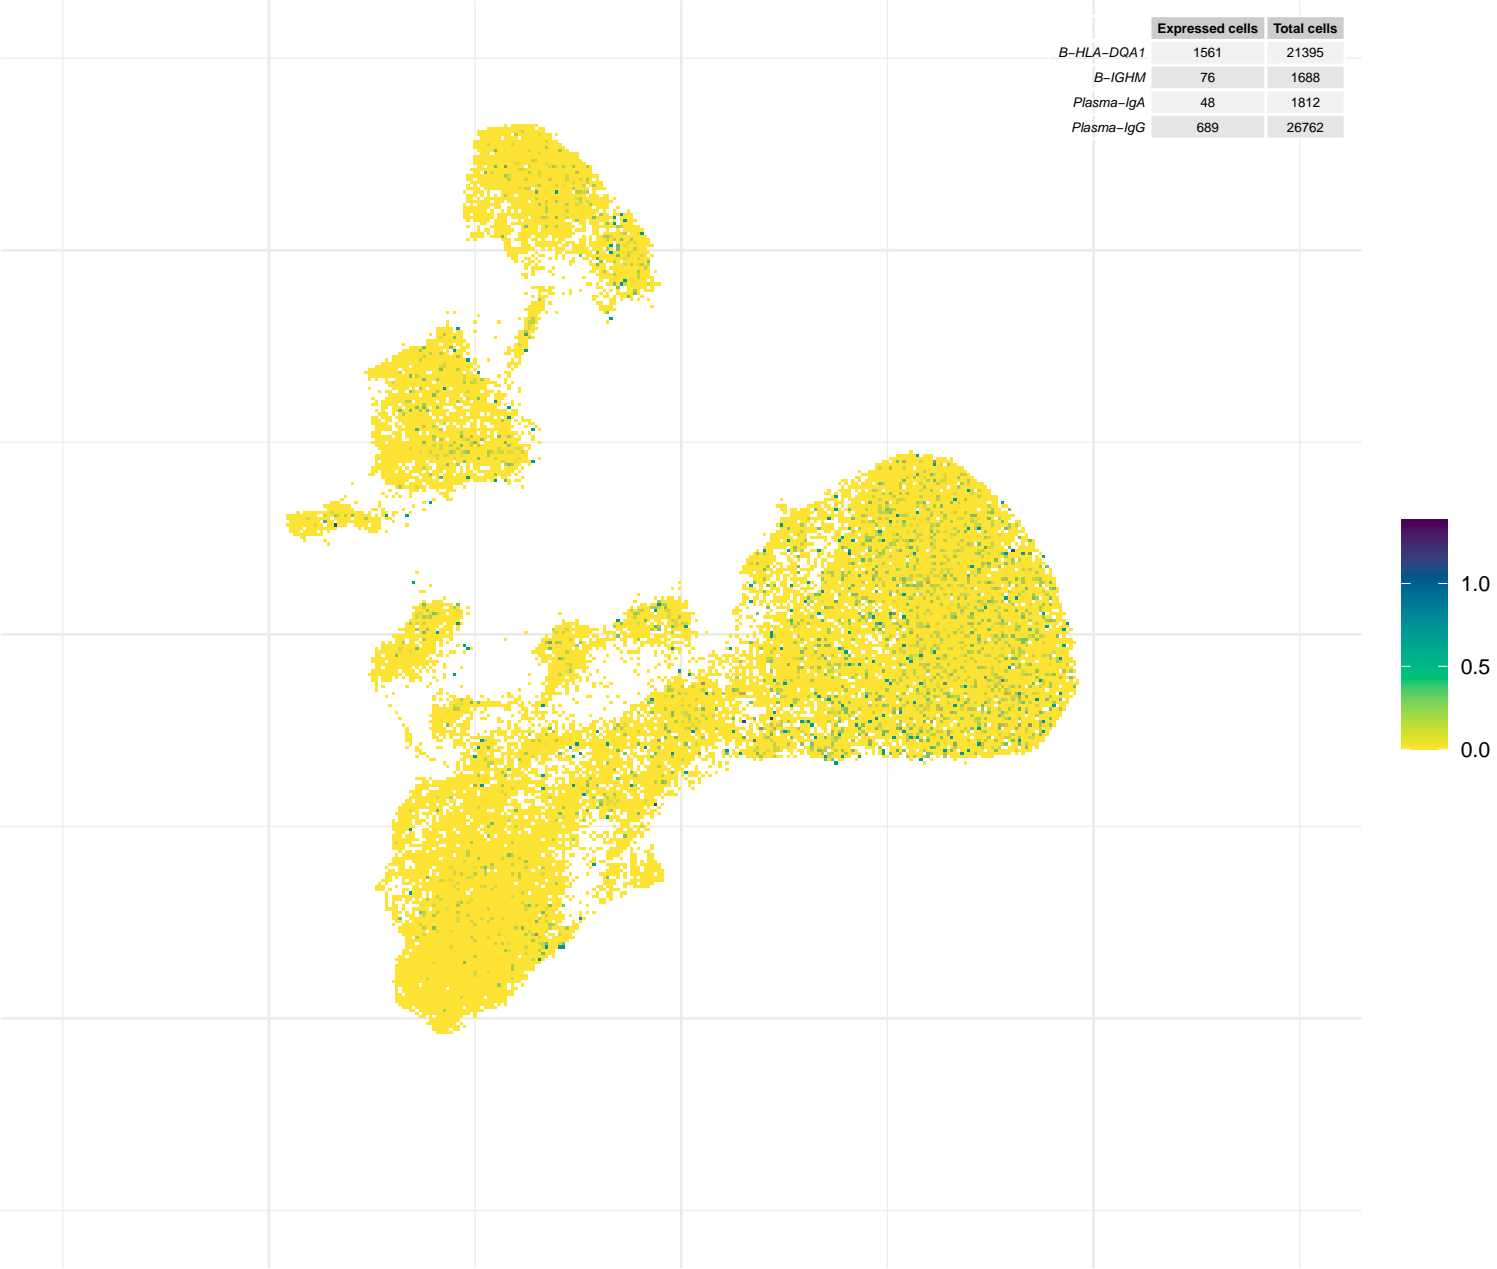 Expressed cells Total cells
B−HLA−DQA1 1561 21395
B−IGHM 76 1688
Plasma−IgA 48 1812
Plasma−IgG 689 26762
1.0
0.5
0.0